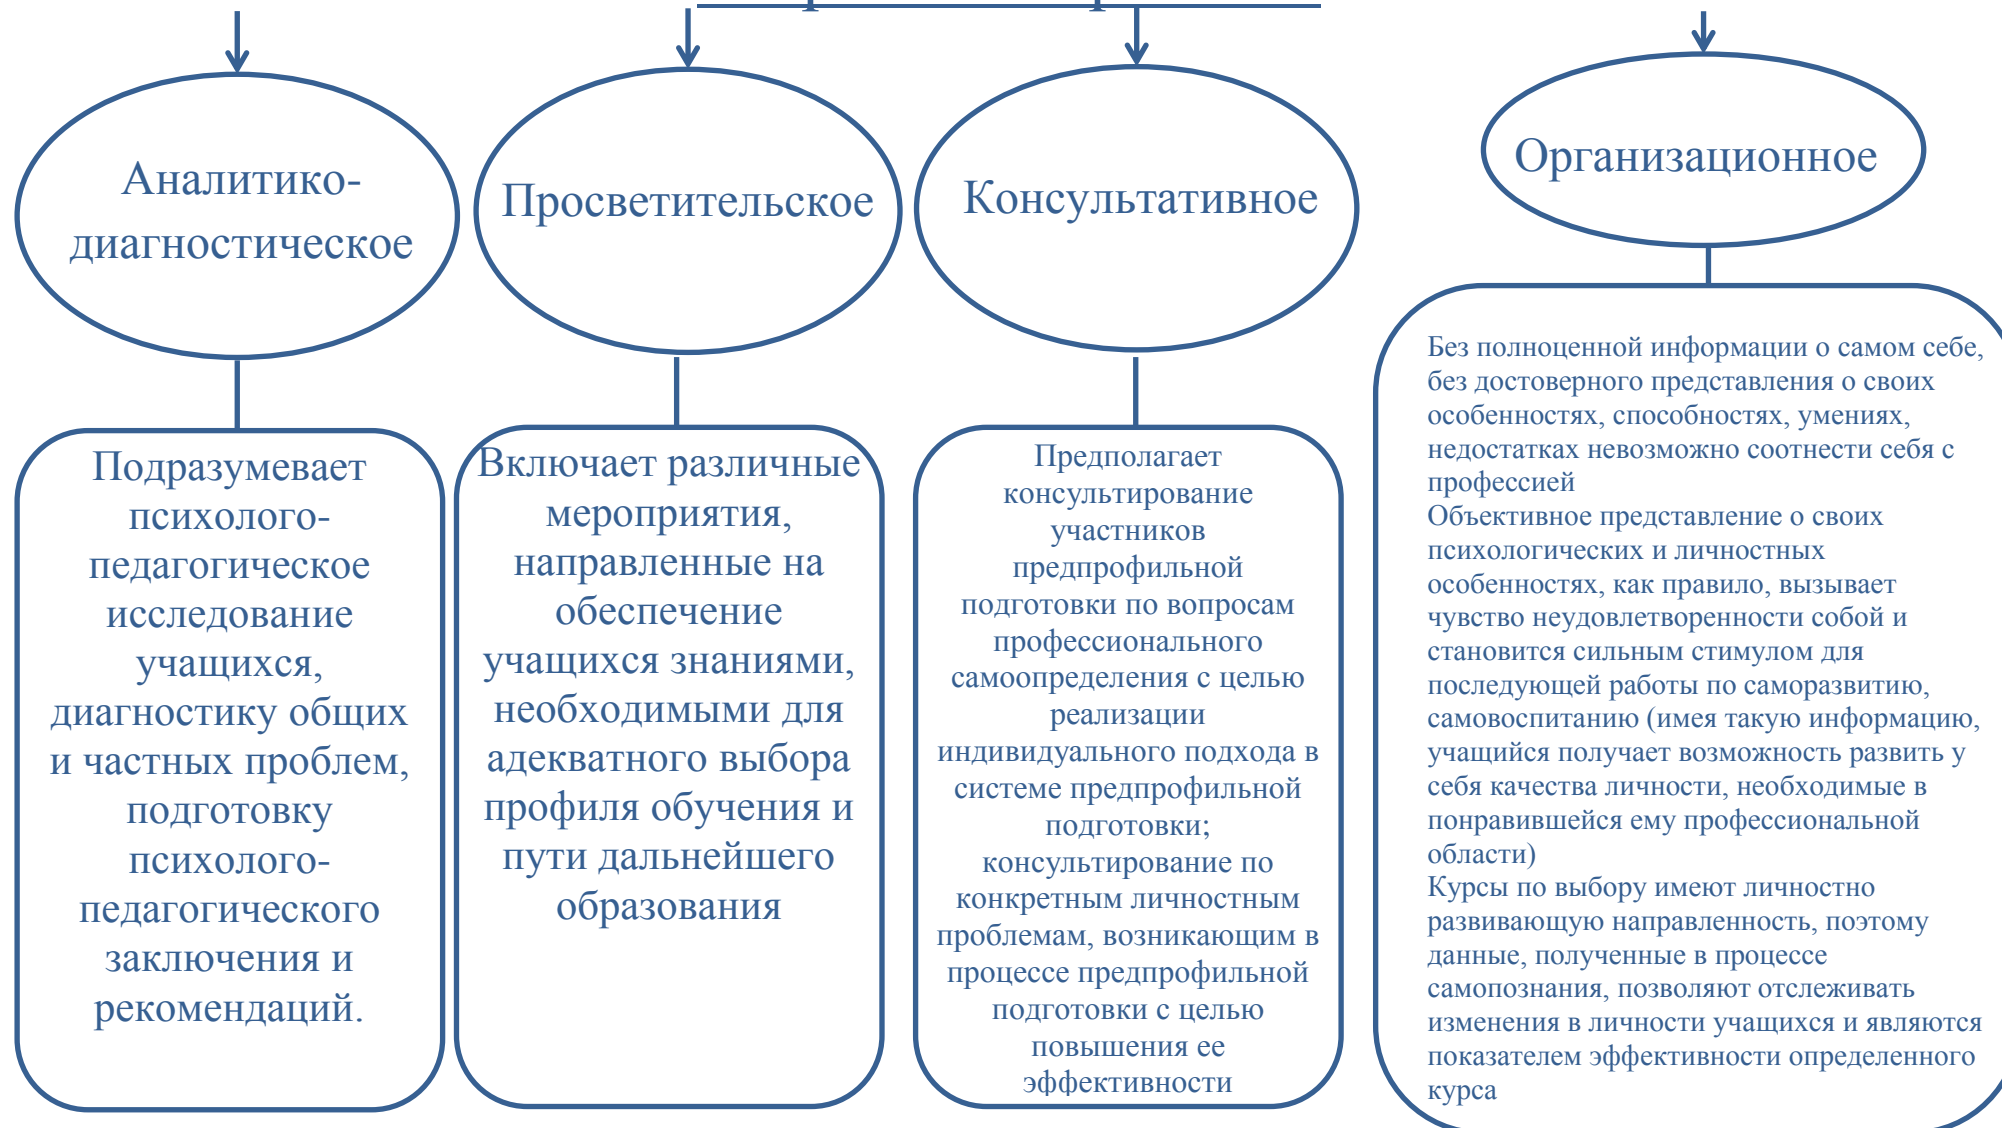 Аналитико-
диагностическое
Просветительское
Консультативное
Организационное
Подразумевает
психолого-
педагогическое
исследование
учащихся,
диагностику общих
и частных проблем,
подготовку
психолого-
педагогического
заключения и
рекомендаций.
Включает различные
мероприятия,
направленные на
обеспечение
учащихся знаниями,
необходимыми для
адекватного выбора
профиля обучения и
пути дальнейшего
образования
Предполагает
консультирование
участников
предпрофильной
подготовки по вопросам
профессионального
самоопределения с целью
реализации
индивидуального подхода в
системе предпрофильной
подготовки;
консультирование по
конкретным личностным
проблемам, возникающим в
процессе предпрофильной
подготовки с целью
повышения ее
эффективности
Без полноценной информации о самом себе,
без достоверного представления о своих
особенностях, способностях, умениях,
недостатках невозможно соотнести себя с
профессией
Объективное представление о своих
психологических и личностных
особенностях, как правило, вызывает
чувство неудовлетворенности собой и
становится сильным стимулом для
последующей работы по саморазвитию,
самовоспитанию (имея такую информацию,
учащийся получает возможность развить у
себя качества личности, необходимые в
понравившейся ему профессиональной
области)
Курсы по выбору имеют личностно
развивающую направленность, поэтому
данные, полученные в процессе
самопознания, позволяют отслеживать
изменения в личности учащихся и являются
показателем эффективности определенного
курса